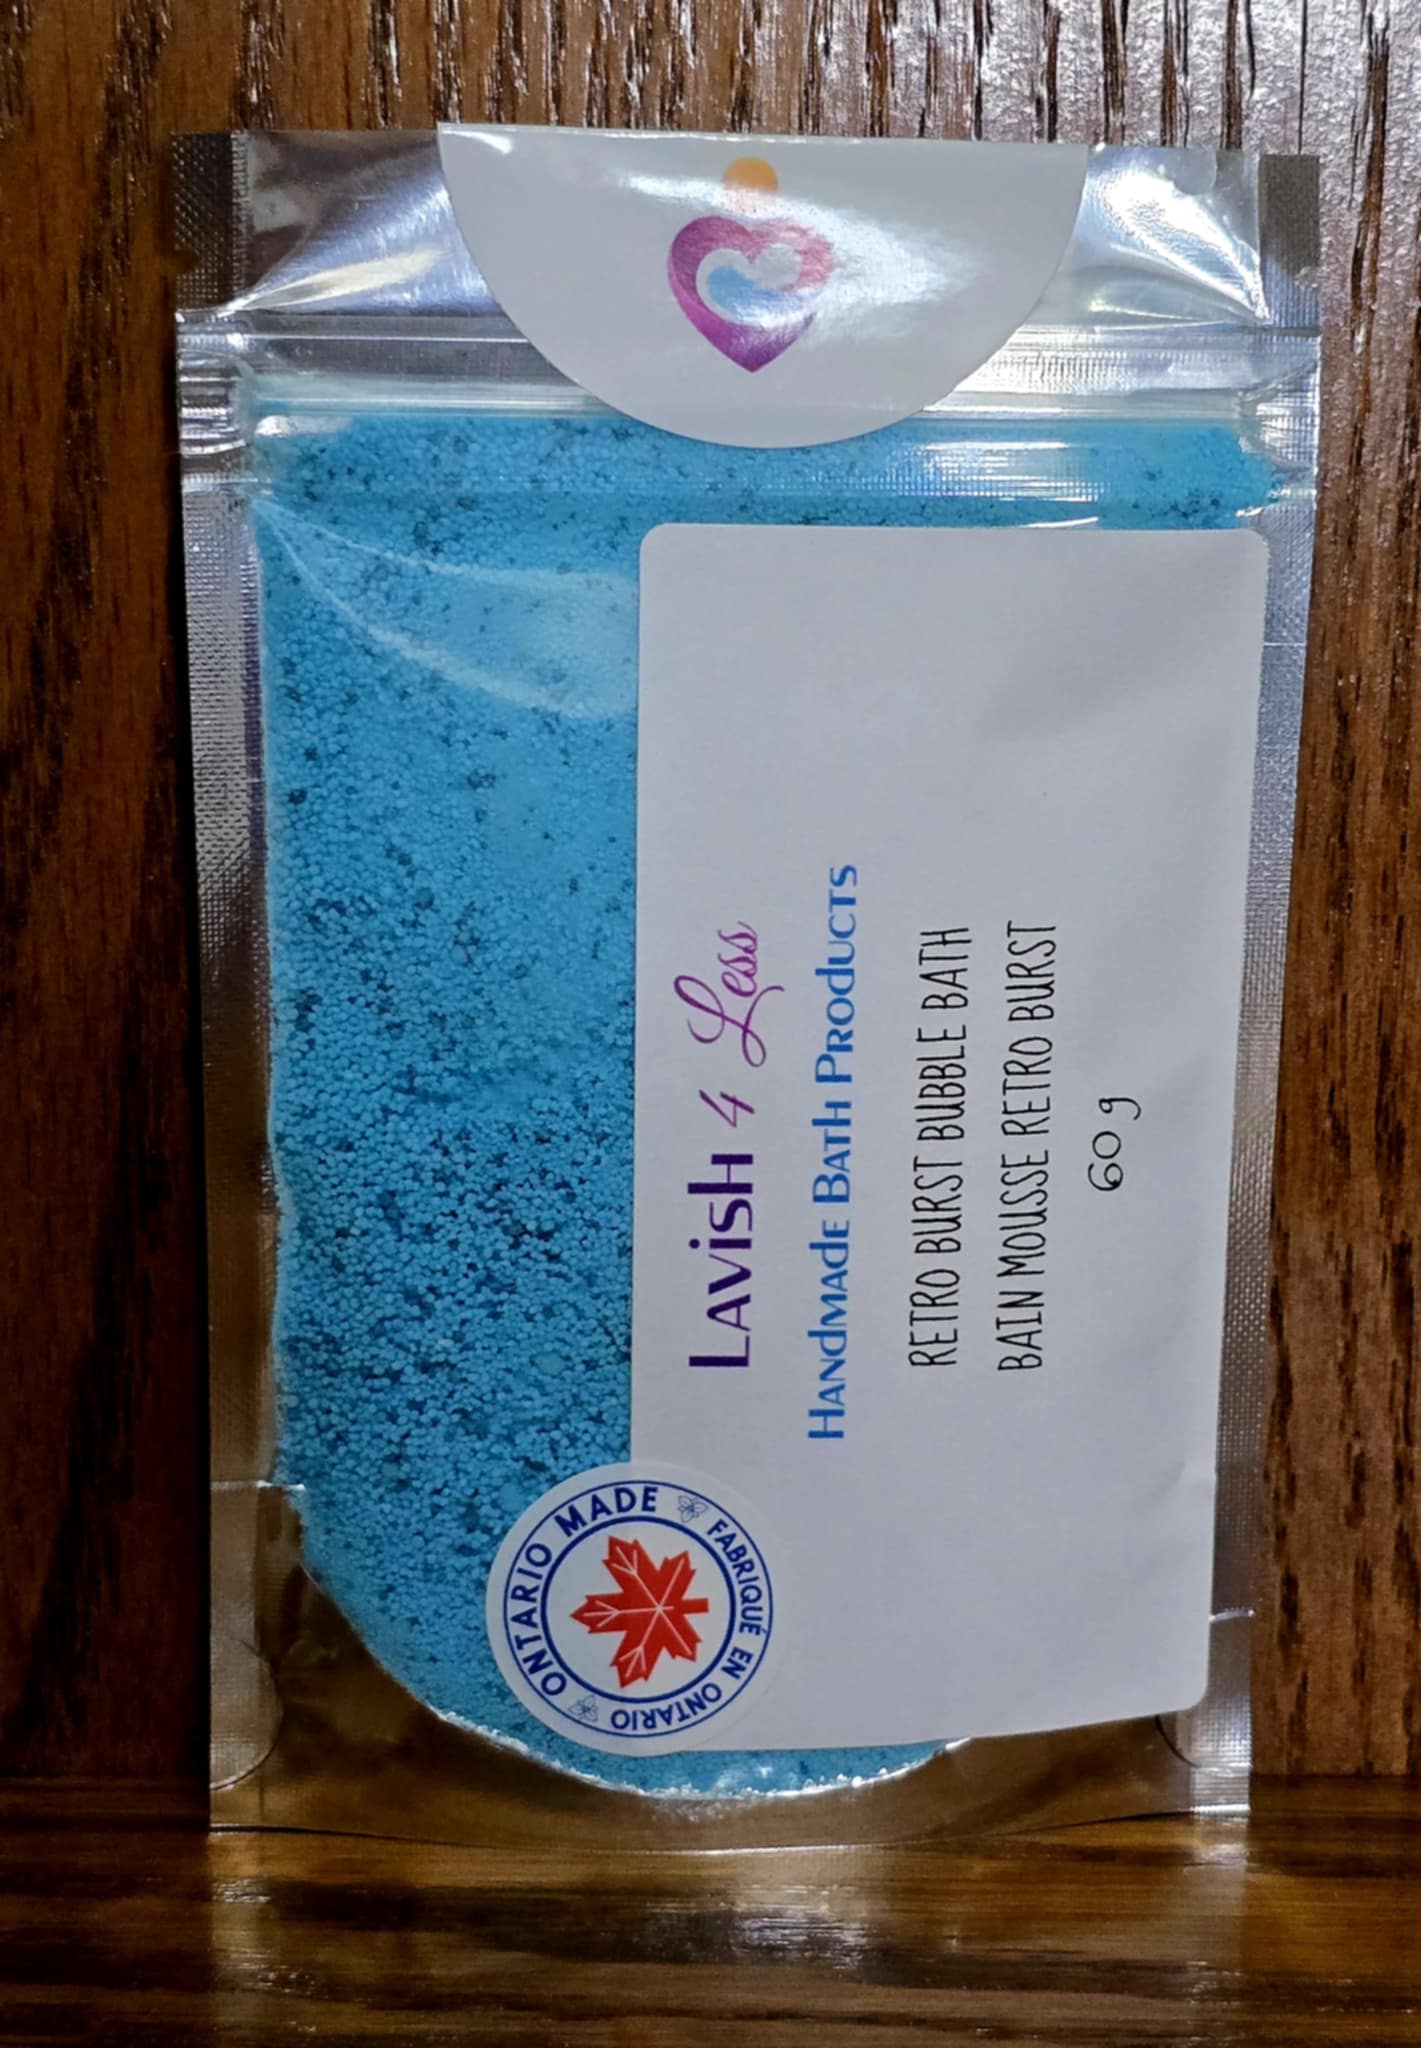 Lavish 4 Less
Handmade Bath Products
RETRO BURST BUBBLE BATH
BAIN MOUSSE RETRO BURST
60 g
ONTARIO MADE
FABRIQUÉ EN ONTARIO